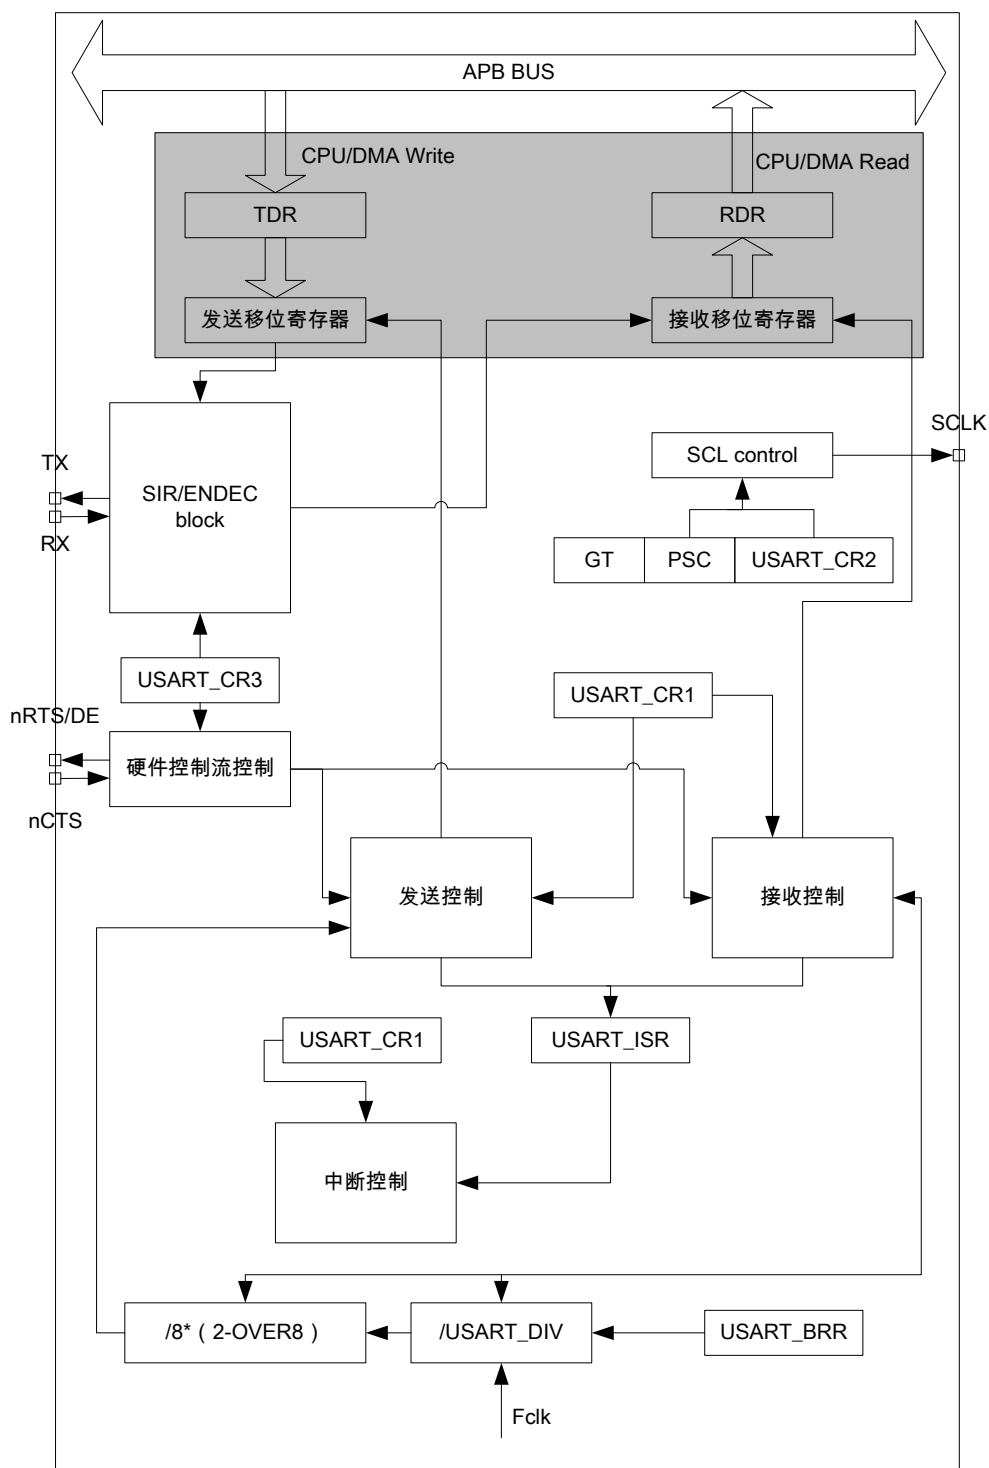 APB BUS
CPU/DMA Write
CPU/DMA Read
TDR
RDR
发送移位寄存器
接收移位寄存器
SCLK
SCL control
TX
SIR/ENDEC
block
RX
GT
PSC
USART_CR2
USART_CR3
USART_CR1
nRTS/DE
硬件控制流控制
nCTS
发送控制
接收控制
USART_CR1
USART_ISR
中断控制
/8*（2-OVER8）
/USART_DIV
USART_BRR
Fclk